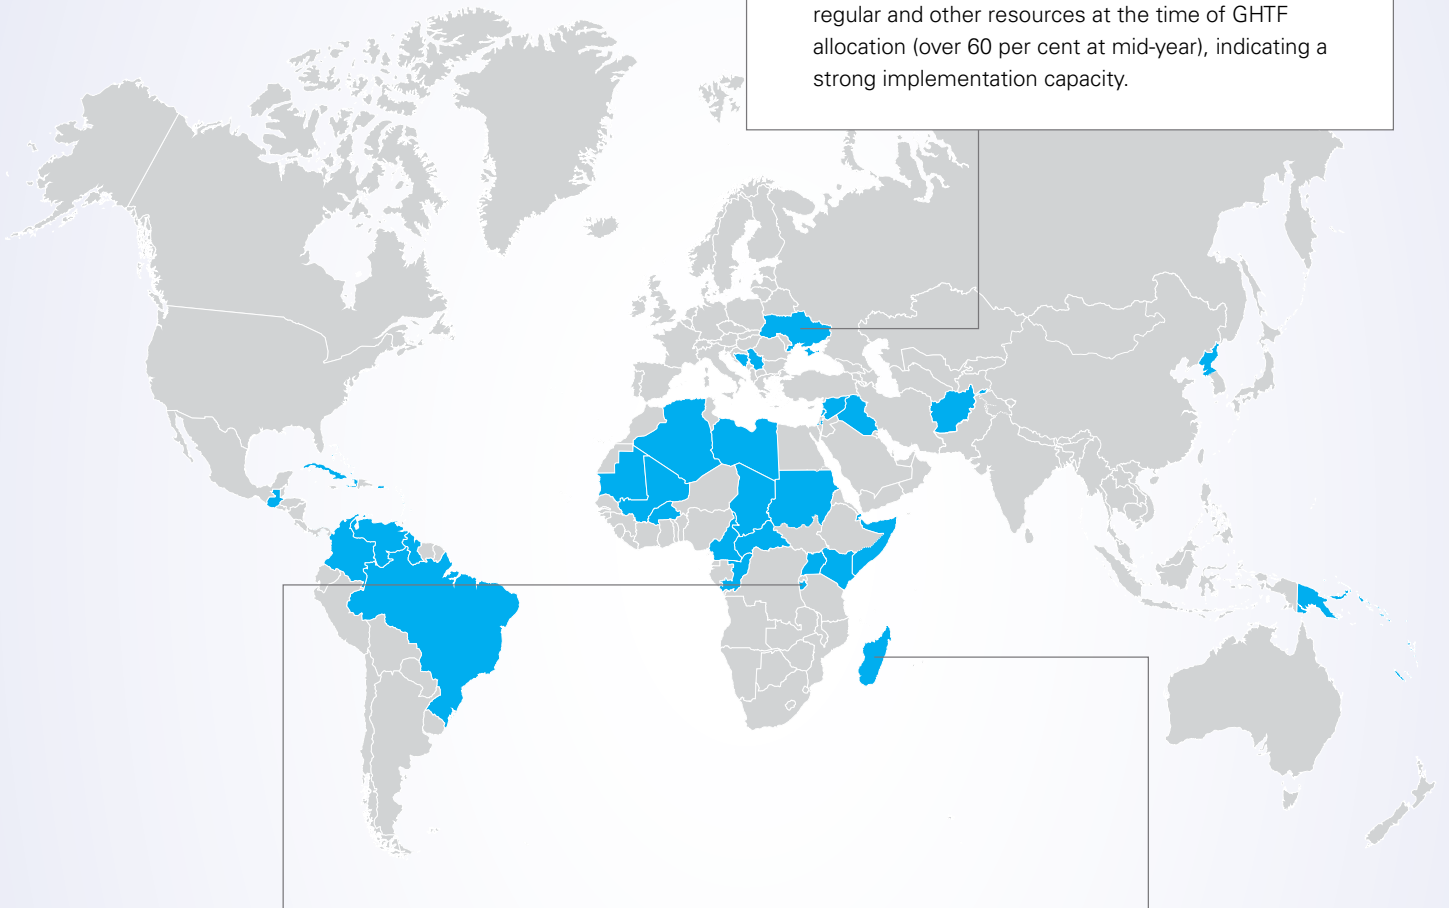 regular and other resources at the time of GHTF
allocation (over 60 per cent at mid-year), indicating a
strong implementation capacity.